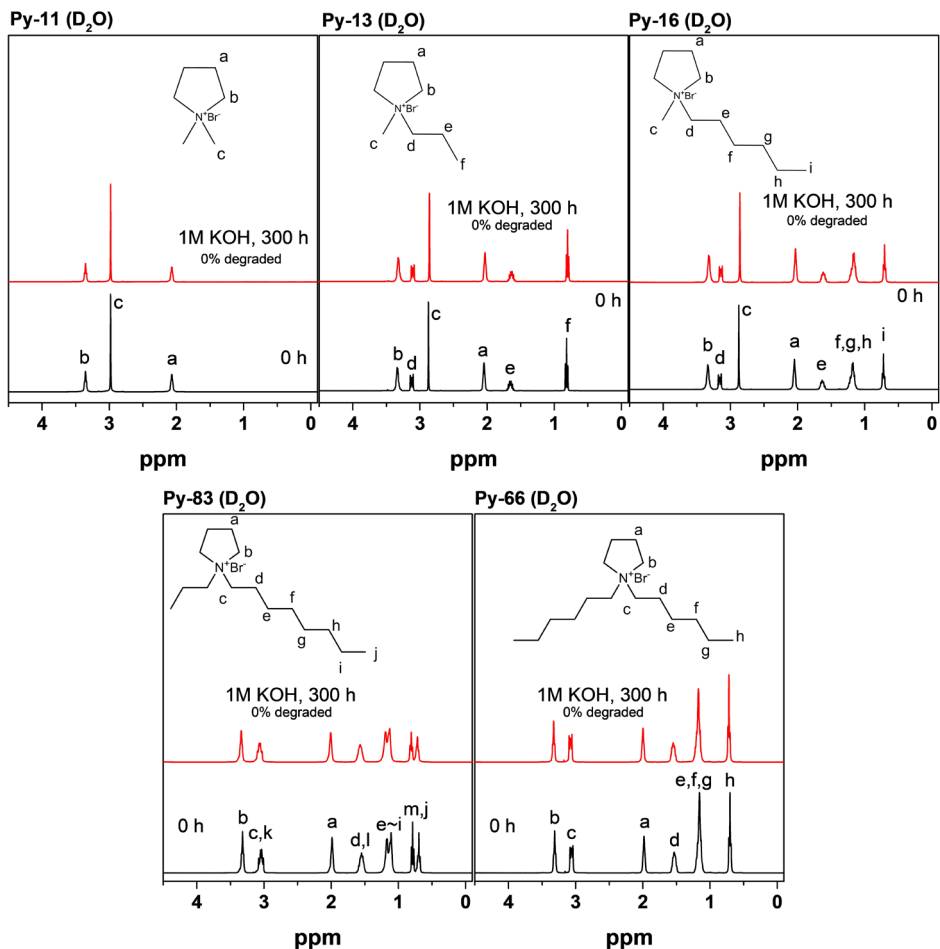 Py-11 (D₂O)
a
b
N⁺Br⁻
c
1M KOH, 300 h
0% degraded
c
b
a
0 h
4 3 2 1 0
ppm
Py-13 (D₂O)
a
b
N⁺Br⁻
c
d
e
f
1M KOH, 300 h
0% degraded
0 h
c
f
b
d
a
e
4 3 2 1 0
ppm
Py-16 (D₂O)
a
b
N⁺Br⁻
c
d
e
f
g
h
i
1M KOH, 300 h
0% degraded
0 h
c
b
d
a
e
f,g,h
i
4 3 2 1 0
ppm
Py-83 (D₂O)
a
b
N⁺Br⁻
c
d
e
f
g
h
i
j
1M KOH, 300 h
0% degraded
0 h
b
c,k
a
d,l
e~i
m,j
4 3 2 1 0
ppm
Py-66 (D₂O)
a
b
N⁺Br⁻
c
d
e
f
g
h
1M KOH, 300 h
0% degraded
0 h
b
c
a
d
e,f,g
h
4 3 2 1 0
ppm